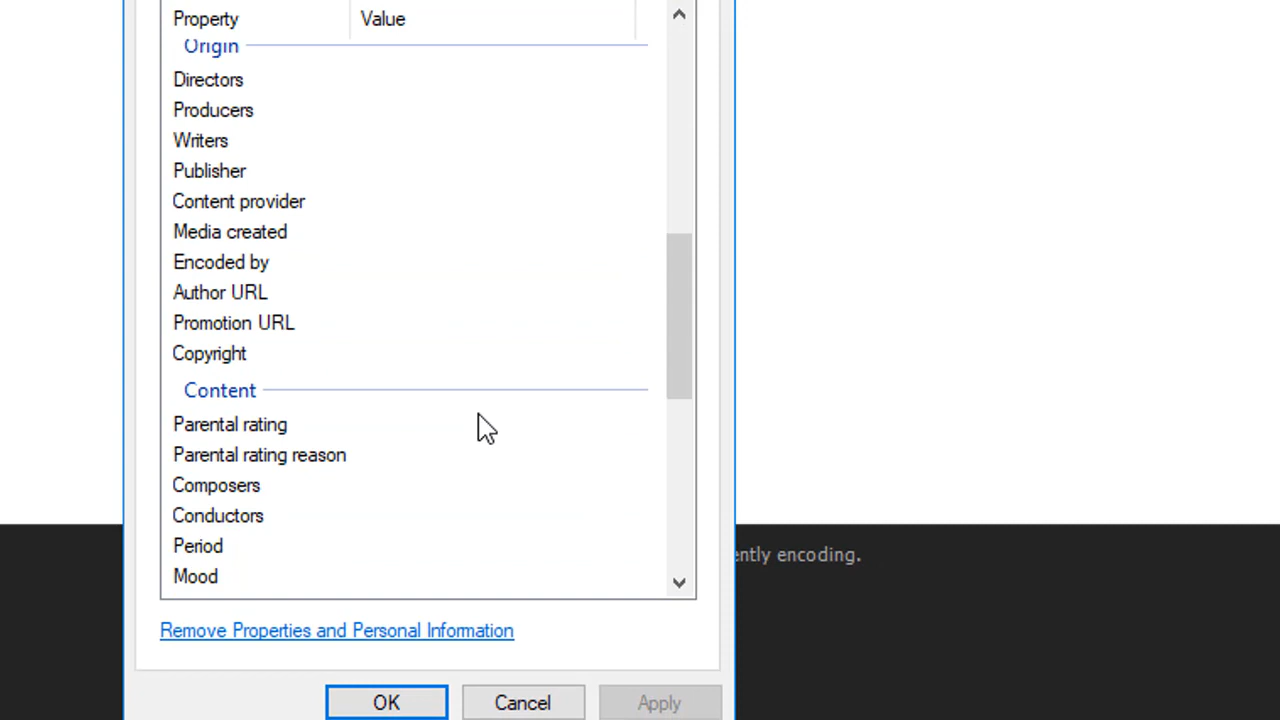 Property Value
Origin
Directors
Producers
Writers
Publisher
Content provider
Media created
Encoded by
Author URL
Promotion URL
Copyright
Content
Parental rating
Parental rating reason
Composers
Conductors
Period
Mood
ently encoding.
Remove Properties and Personal Information
OK Cancel Apply